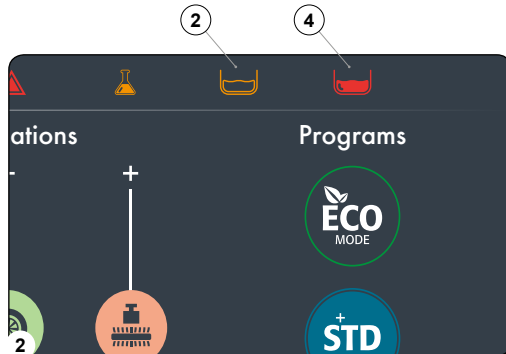 2 4
ations Programs
- +
ECO
MODE
+
STD
2